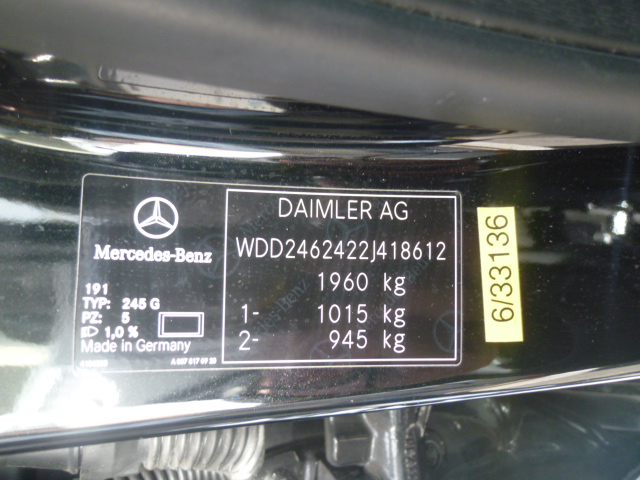 Mercedes-Benz
191
TYP: 245 G
PZ: 5
1,0 %
Made in Germany
DAIMLER AG
WDD2462422J418612
1960 kg
1- 1015 kg
2- 945 kg
6/33136